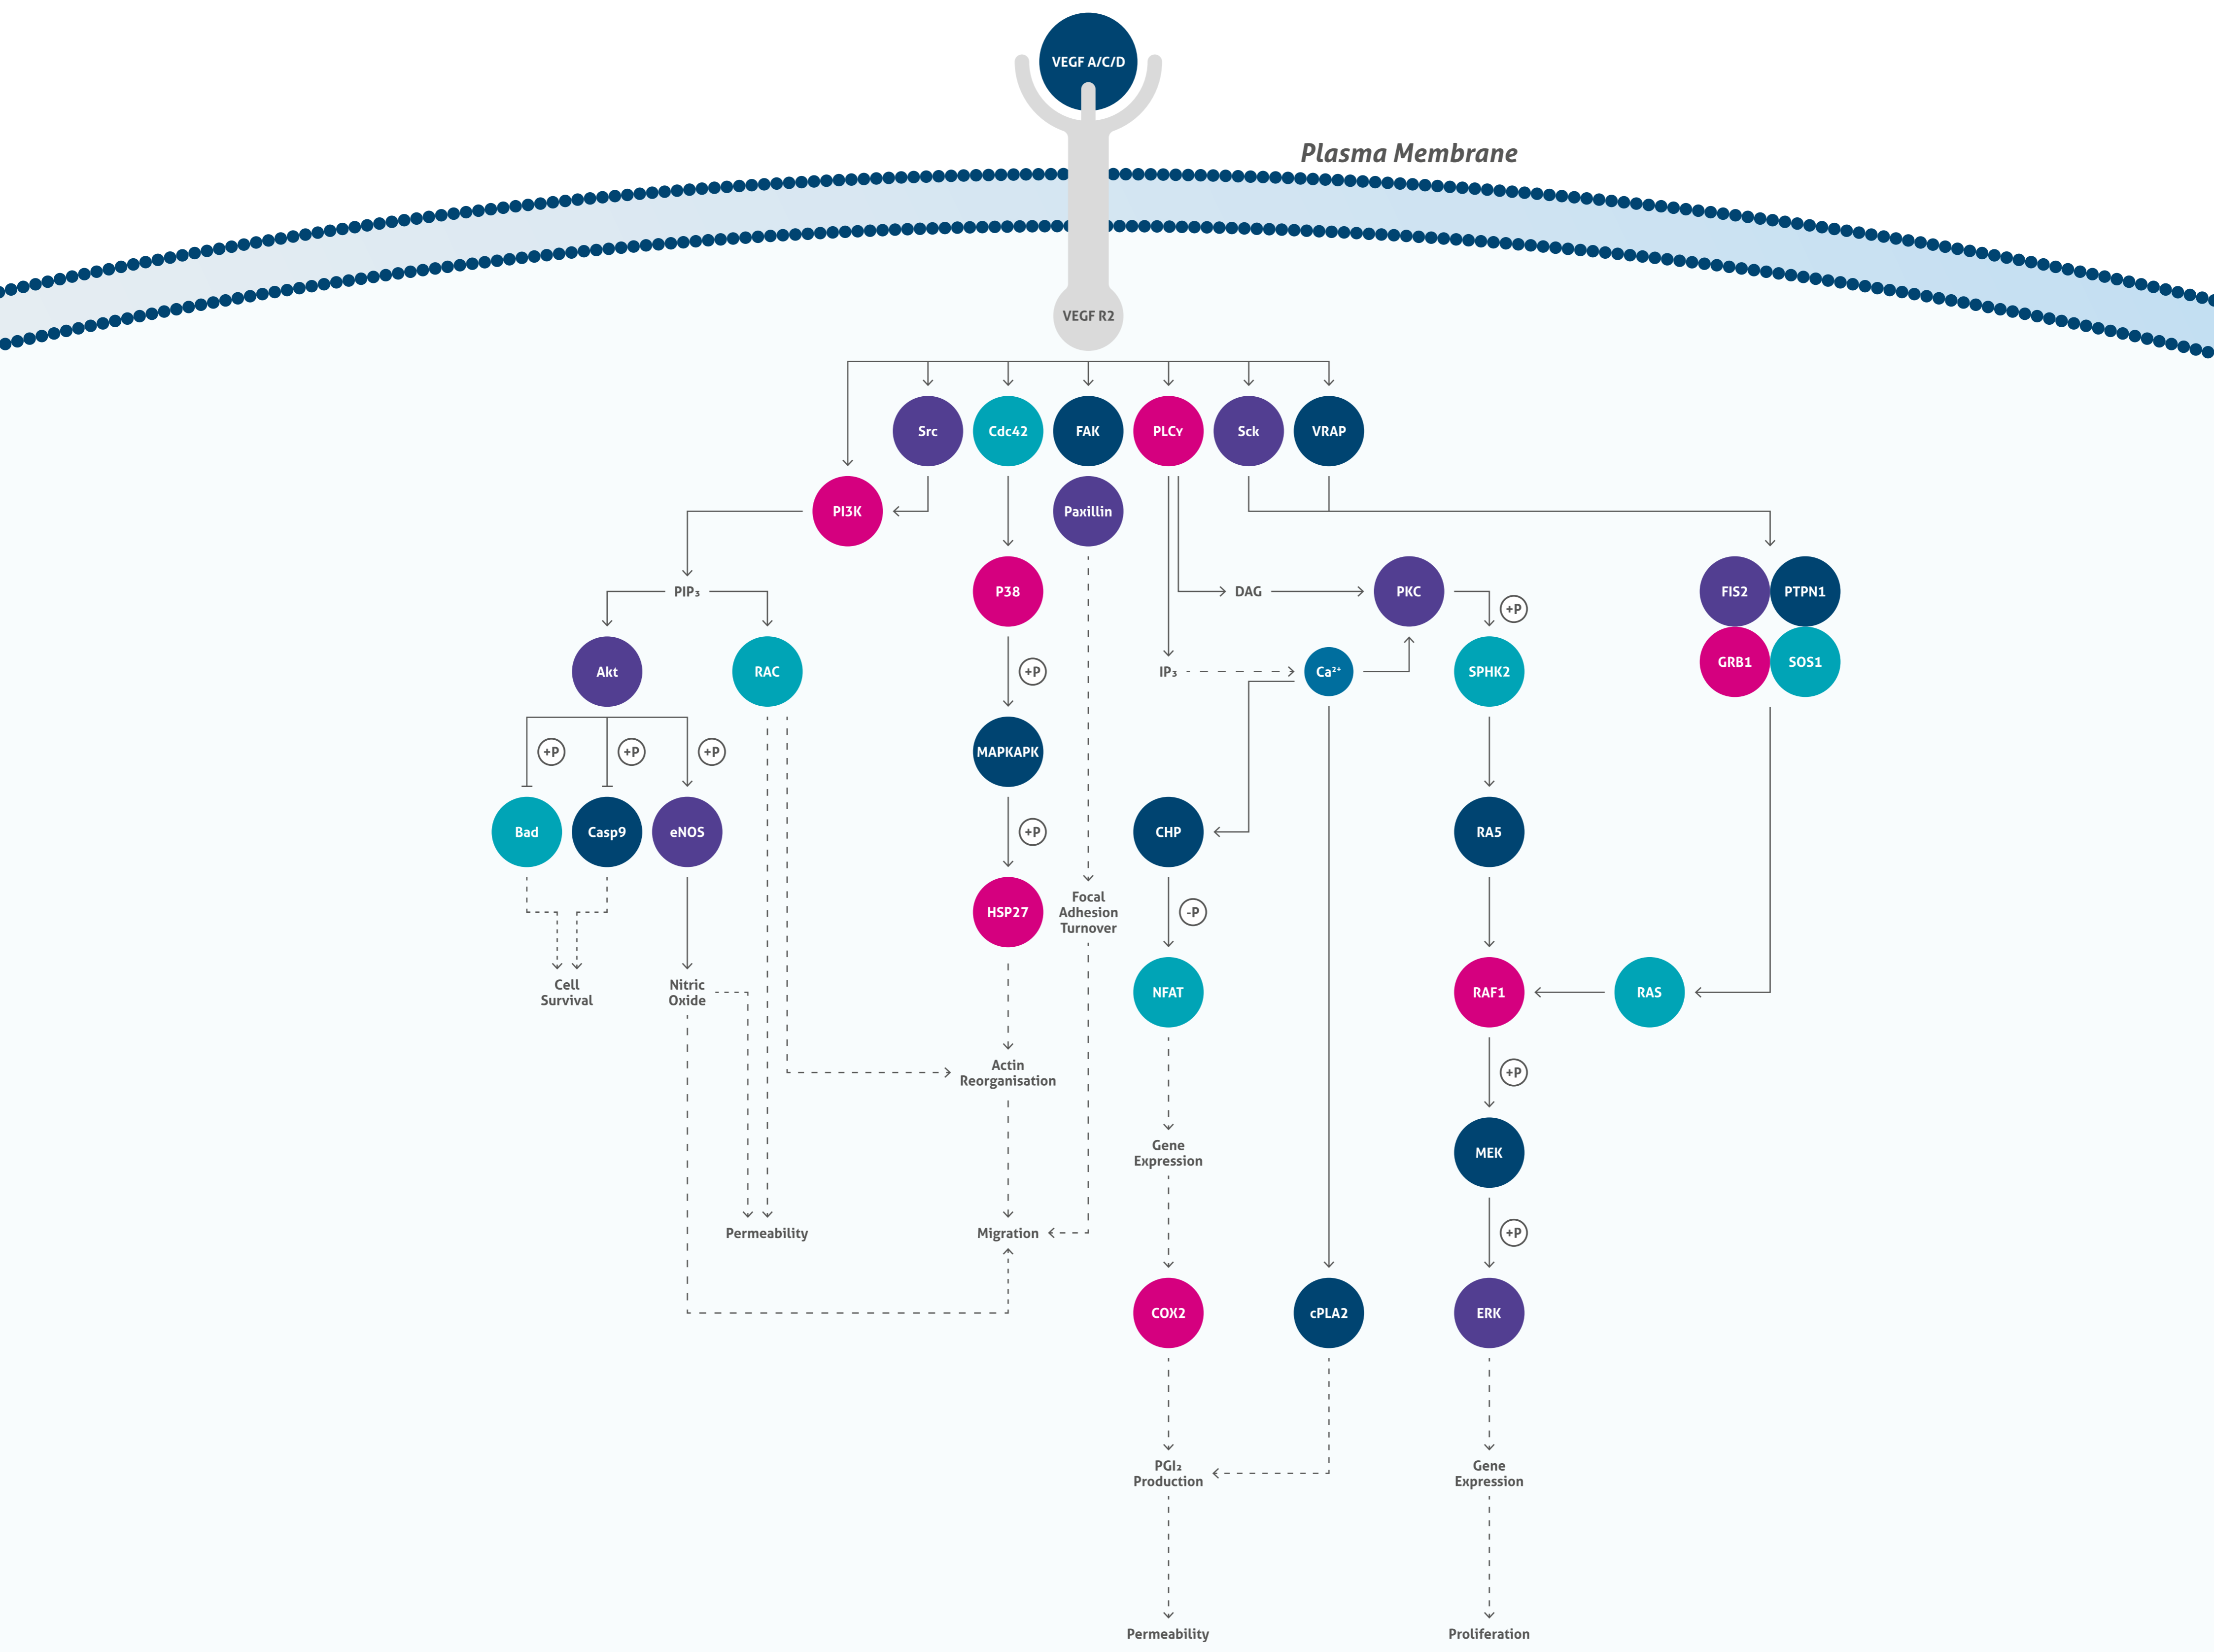 VEGF A/C/D
Plasma Membrane
VEGF R2
Src
Cdc42
FAK
PLCγ
Sck
VRAP
PI3K
Paxillin
PIP₃
P38
DAG
PKC
+P
FIS2
PTPN1
Akt
RAC
+P
IP₃
Ca²⁺
SPHK2
GRB1
SOS1
+P
+P
+P
MAPKAPK
Bad
Casp9
eNOS
+P
CHP
RA5
HSP27
Focal
Adhesion
Turnover
-P
Cell
Survival
Nitric
Oxide
NFAT
RAF1
RAS
Actin
Reorganisation
+P
Gene
Expression
MEK
Permeability
Migration
+P
COX2
cPLA2
ERK
PGI₂
Production
Gene
Expression
Permeability
Proliferation